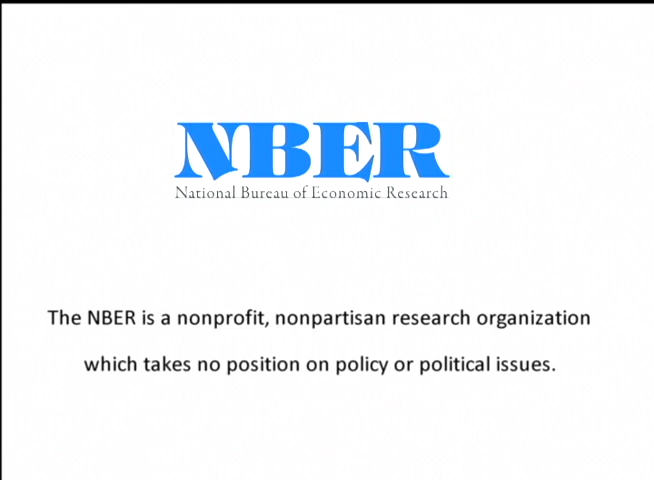 NBER
National Bureau of Economic Research
The NBER is a nonprofit, nonpartisan research organization
which takes no position on policy or political issues.